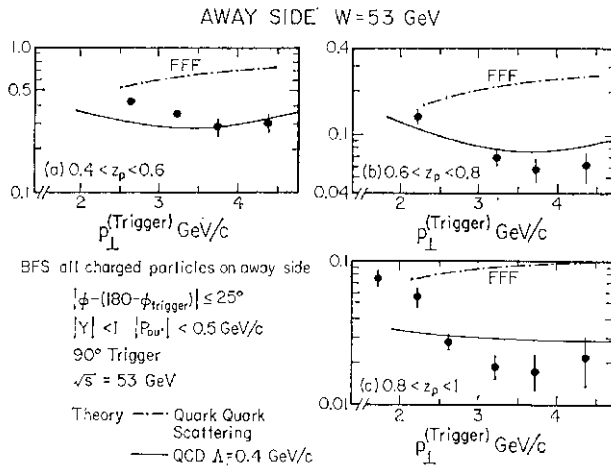 AWAY SIDE W=53 GeV
1.0
0.5
0.1
FFF
(a) 0.4 < z_p < 0.6
2 3 4
p_⊥^(Trigger) GeV/c
0.4
0.1
0.04
FFF
(b) 0.6 < z_p < 0.8
2 3 4
p_⊥^(Trigger) GeV/c
BFS all charged particles on away side
|ϕ-(180-ϕ_trigger)| ≤ 25°
|Y| < 1 |P_out| < 0.5 GeV/c
90° Trigger
√s = 53 GeV
Theory —·—·— Quark Quark
Scattering
—— QCD Λ=0.4 GeV/c
0.1
0.01
FFF
(c) 0.8 < z_p < 1
2 3 4
p_⊥^(Trigger) GeV/c